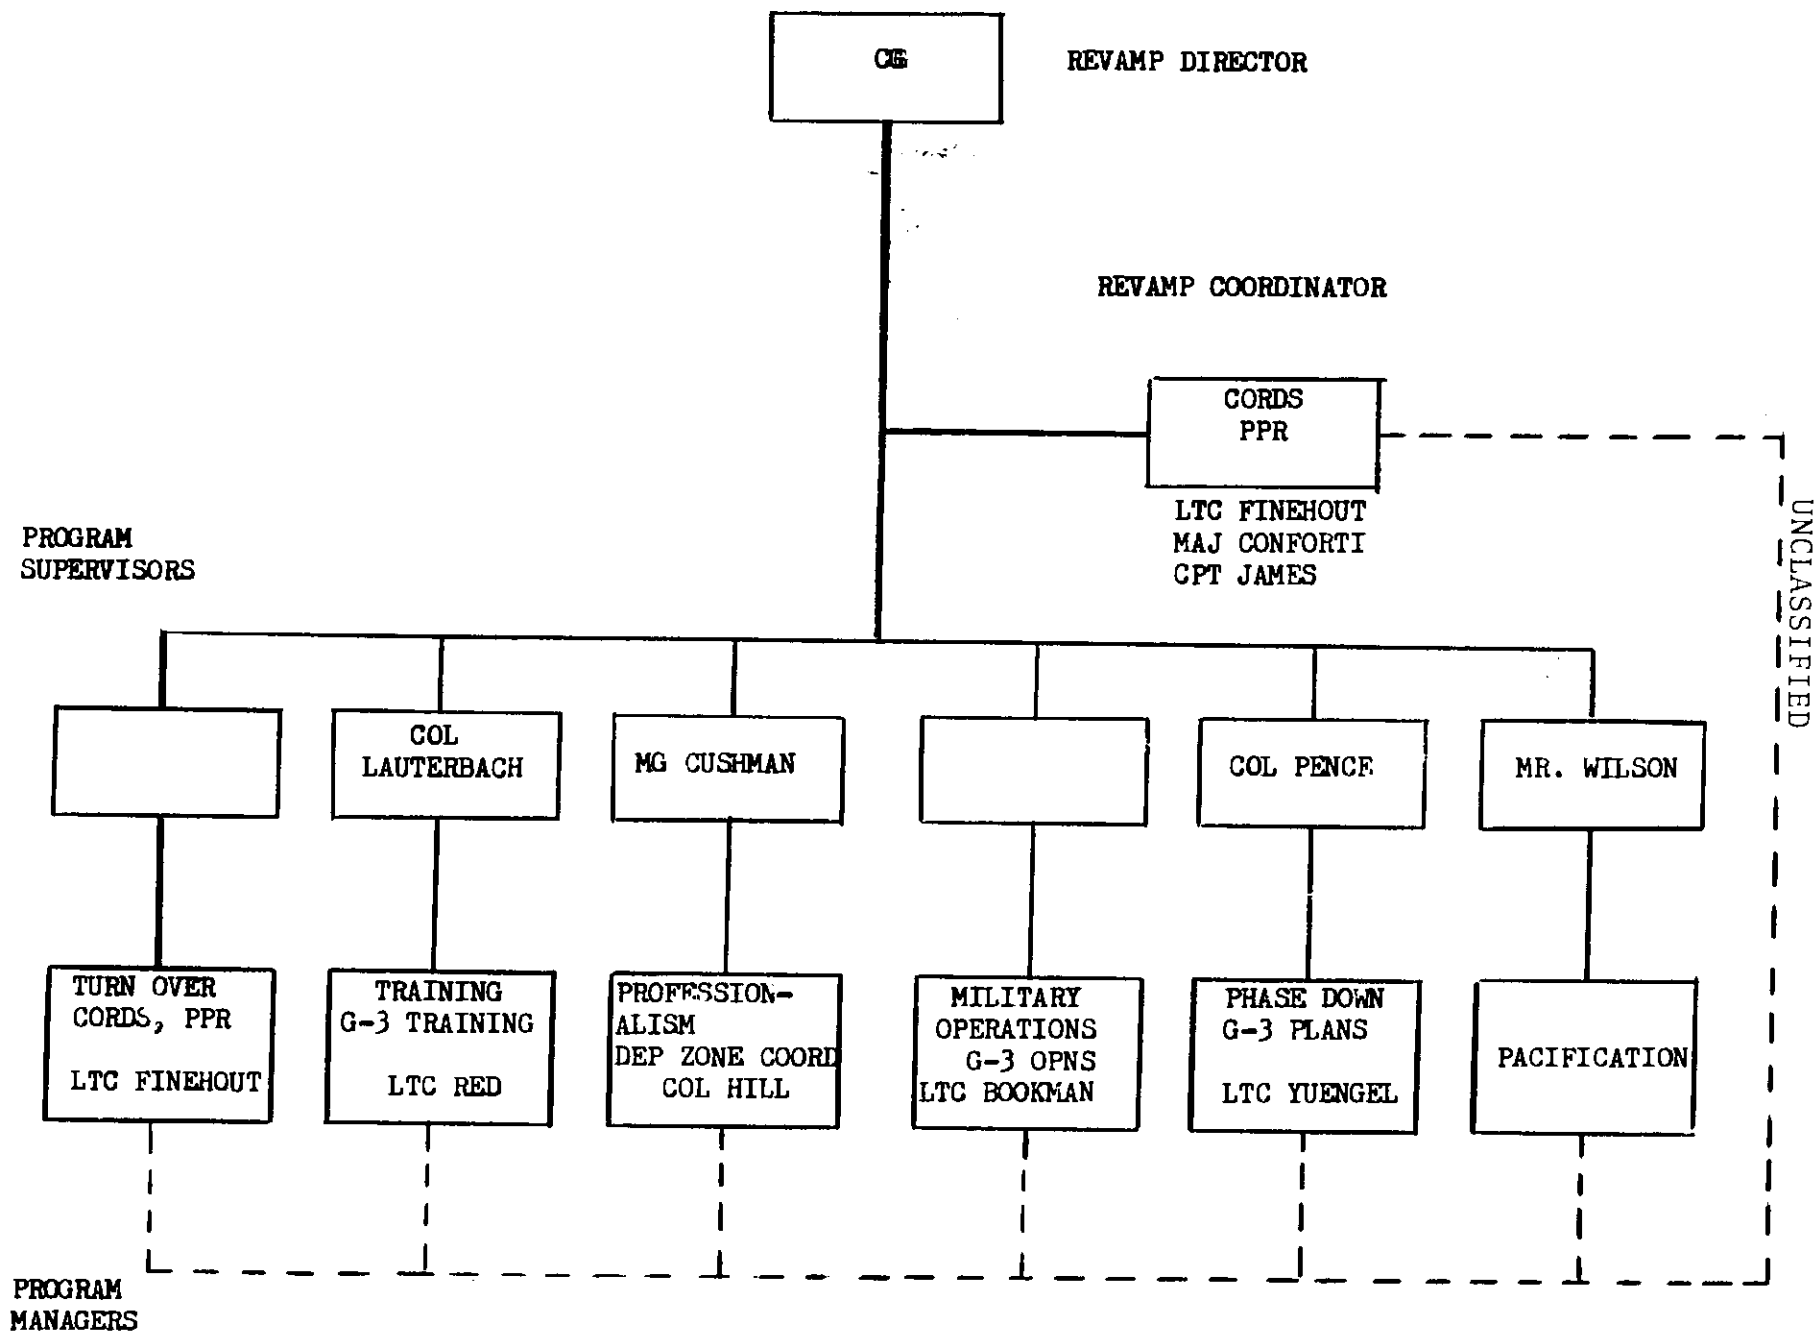 CG
REVAMP DIRECTOR
REVAMP COORDINATOR
CORDS
PPR
LTC FINEHOUT
MAJ CONFORTI
CPT JAMES
UNCLASSIFIED
PROGRAM
SUPERVISORS
COL
LAUTERBACH
MG CUSHMAN
COL PENCE
MR. WILSON
TURN OVER
CORDS, PPR
LTC FINEHOUT
TRAINING
G-3 TRAINING
LTC RED
PROFESSION-
ALISM
DEP ZONE COORD
COL HILL
MILITARY
OPERATIONS
G-3 OPNS
LTC BOOKMAN
PHASE DOWN
G-3 PLANS
LTC YUENGEL
PACIFICATION
PROGRAM
MANAGERS